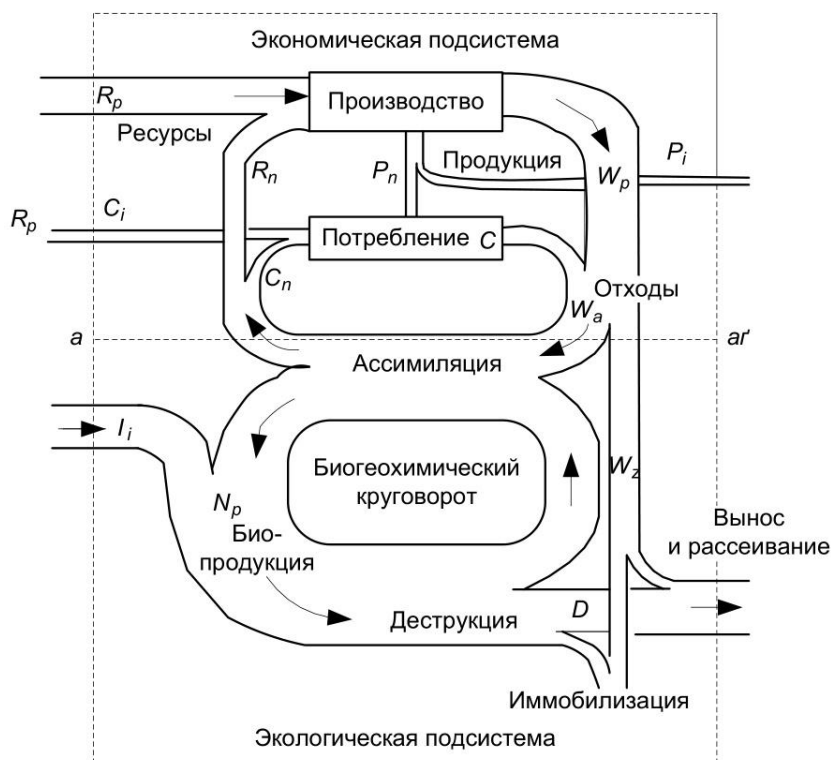 Экономическая подсистема
R_p
Производство
Ресурсы
R_n
P_n
Продукция
W_p
P_i
R_p
C_i
Потребление C
C_n
Отходы
W_a
a
ar'
Ассимиляция
I_i
Биогеохимический
круговорот
W_z
N_p
Био-
продукция
Вынос
и рассеивание
D
Деструкция
Иммобилизация
Экологическая подсистема